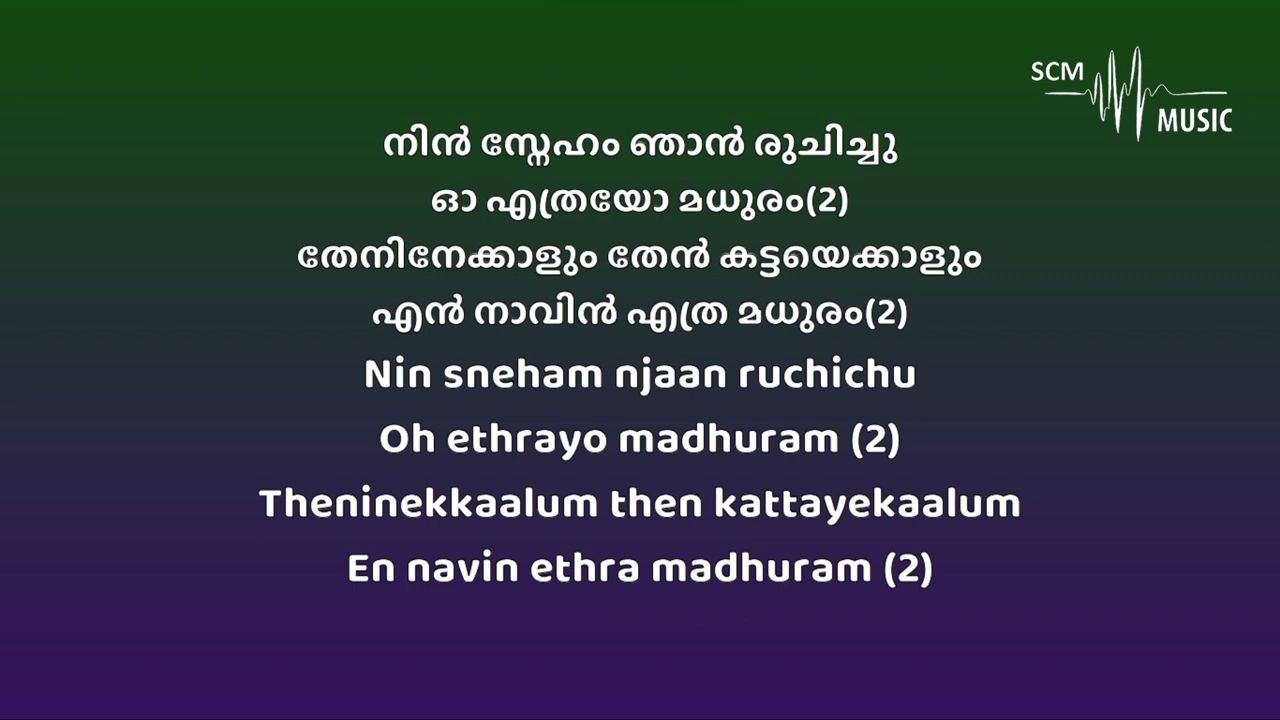 SCM
MUSIC
നിൻ സ്നേഹം ഞാൻ രുചിച്ചു
ഓ എത്രയോ മധുരം(2)
തേനിനേക്കാളും തേൻ കട്ടയെക്കാളും
എൻ നാവിൻ എത്ര മധുരം(2)
Nin sneham njaan ruchichu
Oh ethrayo madhuram (2)
Theninekkaalum then kattayekaalum
En navin ethra madhuram (2)